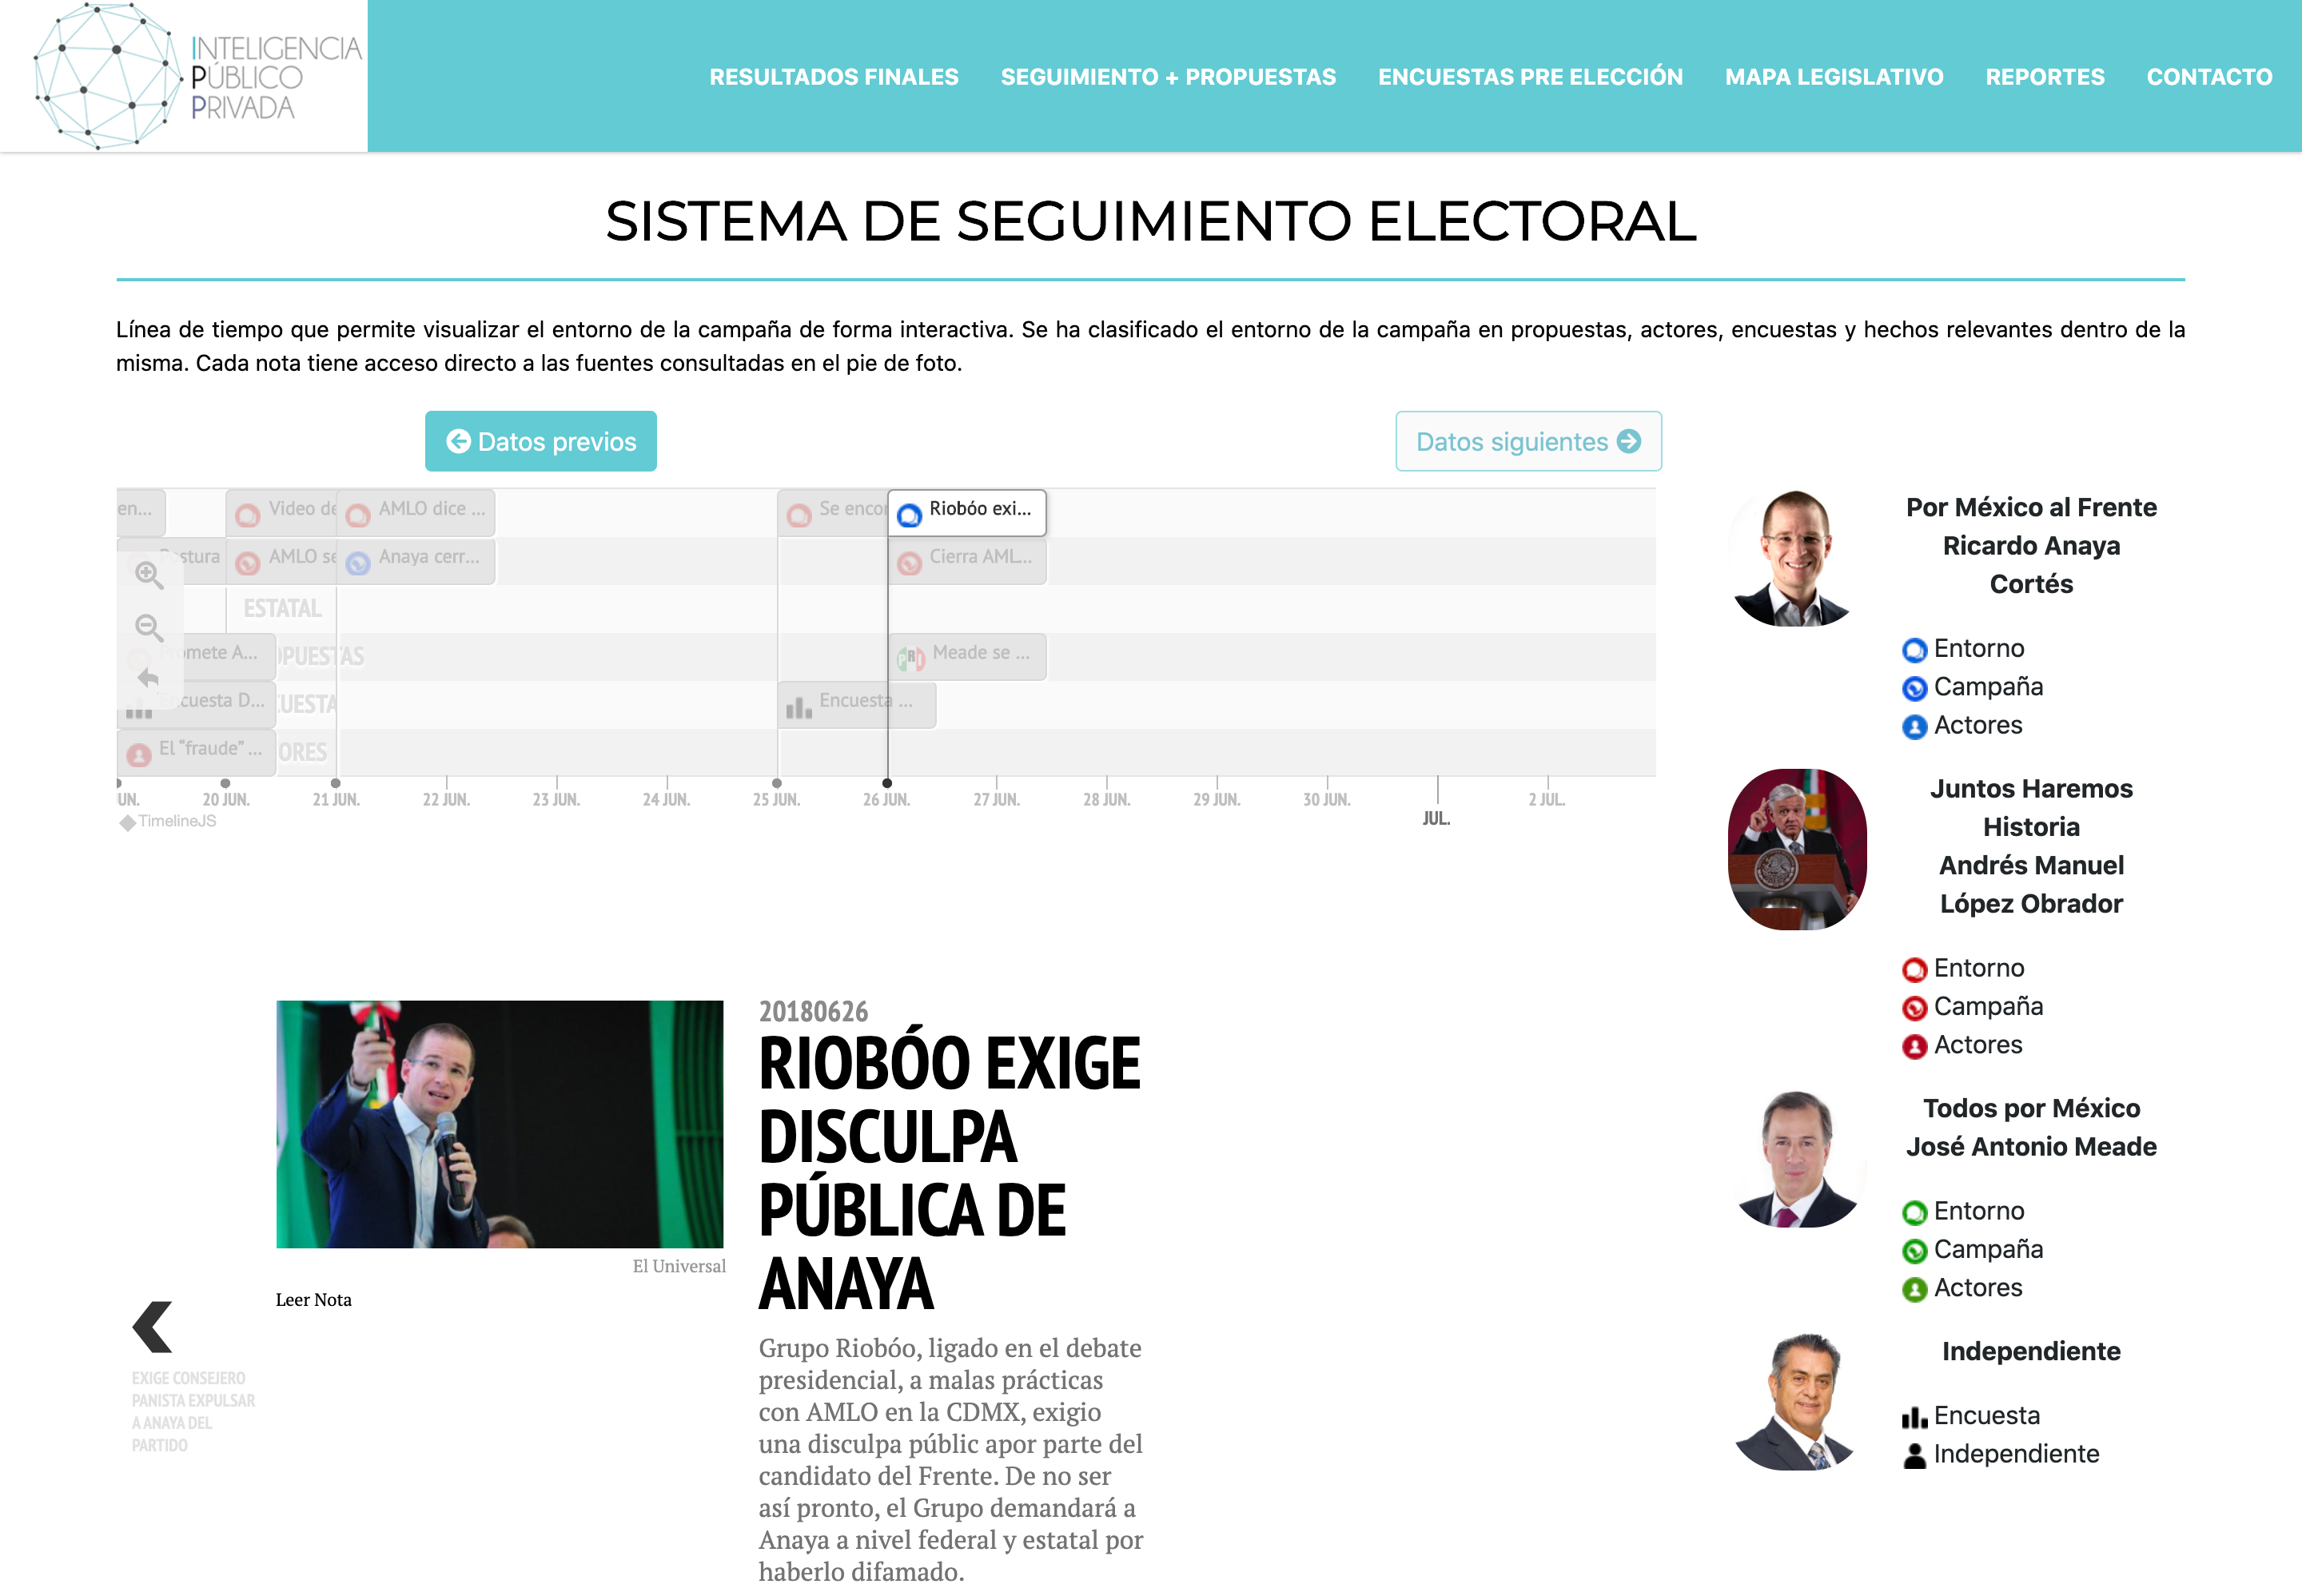 INTELIGENCIA
PÚBLICO
PRIVADA
RESULTADOS FINALES
SEGUIMIENTO + PROPUESTAS
ENCUESTAS PRE ELECCIÓN
MAPA LEGISLATIVO
REPORTES
CONTACTO
SISTEMA DE SEGUIMIENTO ELECTORAL
Línea de tiempo que permite visualizar el entorno de la campaña de forma interactiva. Se ha clasificado el entorno de la campaña en propuestas, actores, encuestas y hechos relevantes dentro de la
misma. Cada nota tiene acceso directo a las fuentes consultadas en el pie de foto.
Datos previos
Datos siguientes
en...
Video de
AMLO dice ...
Se encor
Riobóo exi...
AMLO se
Anaya cerr...
Cierra AML...
ESTATAL
Meade se ...
Encuesta ...
El "fraude" ...
UN.
20 JUN.
21 JUN.
22 JUN.
23 JUN.
24 JUN.
25 JUN.
26 JUN.
27 JUN.
28 JUN.
29 JUN.
30 JUN.
JUL.
2 JUL.
TimelineJS
20180626
RIOBÓO EXIGE
DISCULPA
PÚBLICA DE
ANAYA
El Universal
Leer Nota
Grupo Riobóo, ligado en el debate
presidencial, a malas prácticas
con AMLO en la CDMX, exigio
una disculpa públic apor parte del
candidato del Frente. De no ser
así pronto, el Grupo demandará a
Anaya a nivel federal y estatal por
haberlo difamado.
EXIGE CONSEJERO
PANISTA EXPULSAR
A ANAYA DEL
PARTIDO
Por México al Frente
Ricardo Anaya
Cortés
Entorno
Campaña
Actores
Juntos Haremos
Historia
Andrés Manuel
López Obrador
Entorno
Campaña
Actores
Todos por México
José Antonio Meade
Entorno
Campaña
Actores
Independiente
Encuesta
Independiente